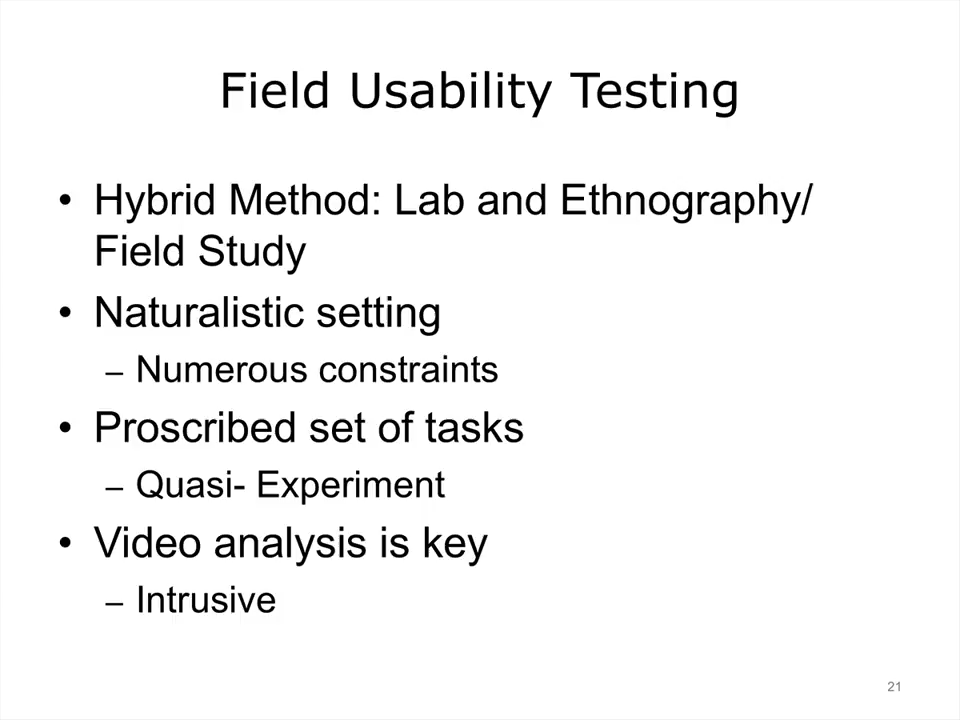 Field Usability Testing
• Hybrid Method: Lab and Ethnography/
Field Study
• Naturalistic setting
– Numerous constraints
• Proscribed set of tasks
– Quasi- Experiment
• Video analysis is key
– Intrusive
21